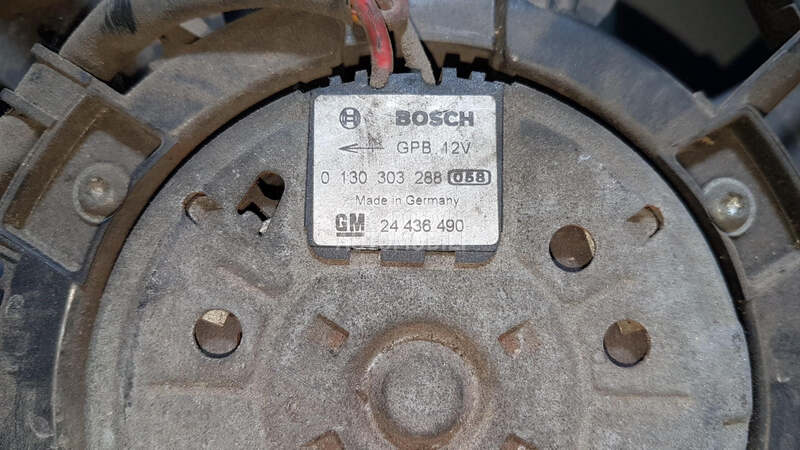 BOSCH
GPB 12V
0 130 303 288 058
Made in Germany
GM 24 436 490